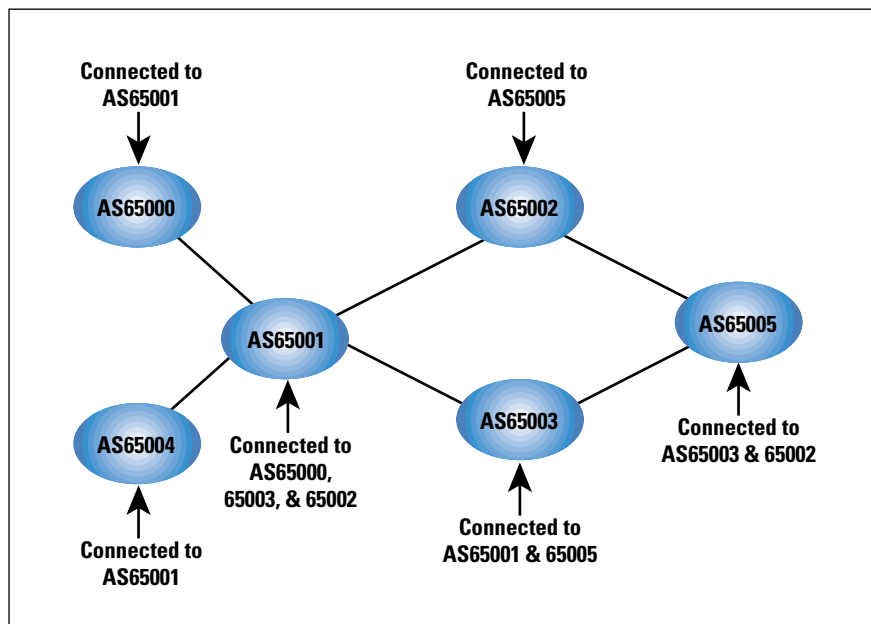 Connected to
AS65001
Connected to
AS65005
AS65000
AS65002
AS65001
AS65005
AS65004
AS65003
Connected to
AS65000,
65003, & 65002
Connected to
AS65003 & 65002
Connected to
AS65001
Connected to
AS65001 & 65005